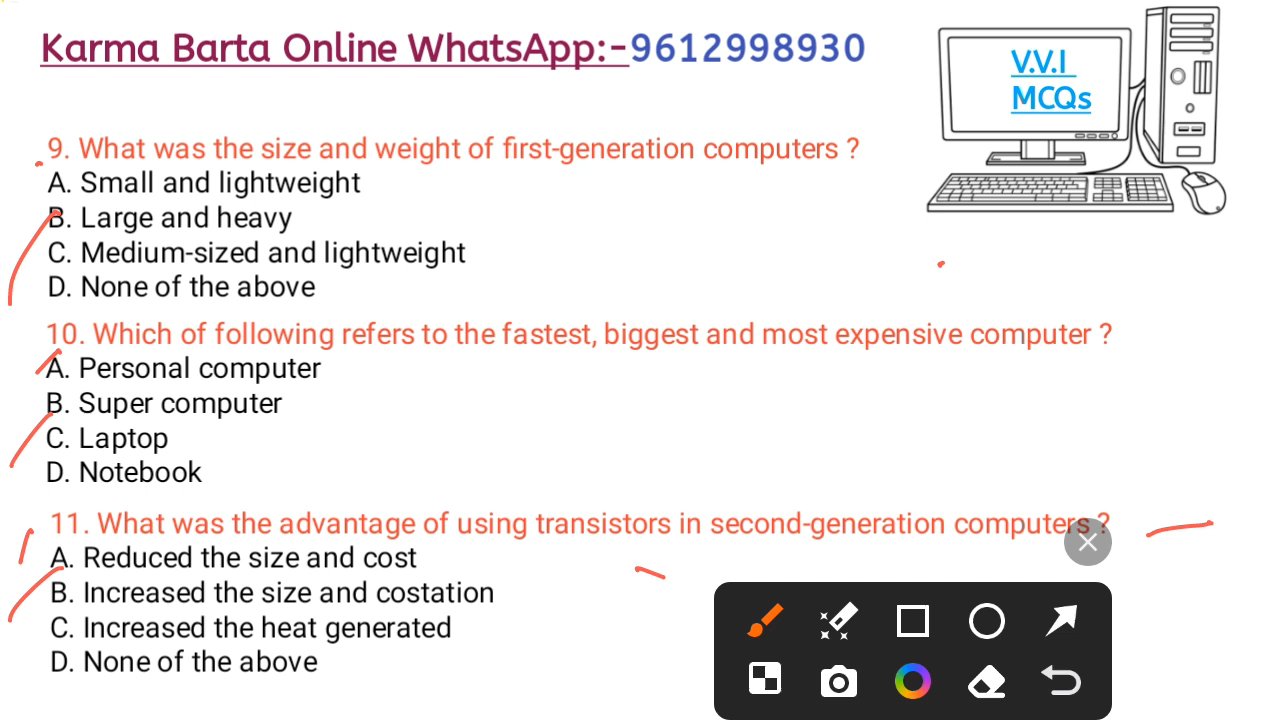 Karma Barta Online WhatsApp:-9612998930
V.V.I
MCQs
9. What was the size and weight of first-generation computers ?
A. Small and lightweight
B. Large and heavy
C. Medium-sized and lightweight
D. None of the above
10. Which of following refers to the fastest, biggest and most expensive computer ?
A. Personal computer
B. Super computer
C. Laptop
D. Notebook
11. What was the advantage of using transistors in second-generation computers ?
A. Reduced the size and cost
B. Increased the size and costation
C. Increased the heat generated
D. None of the above